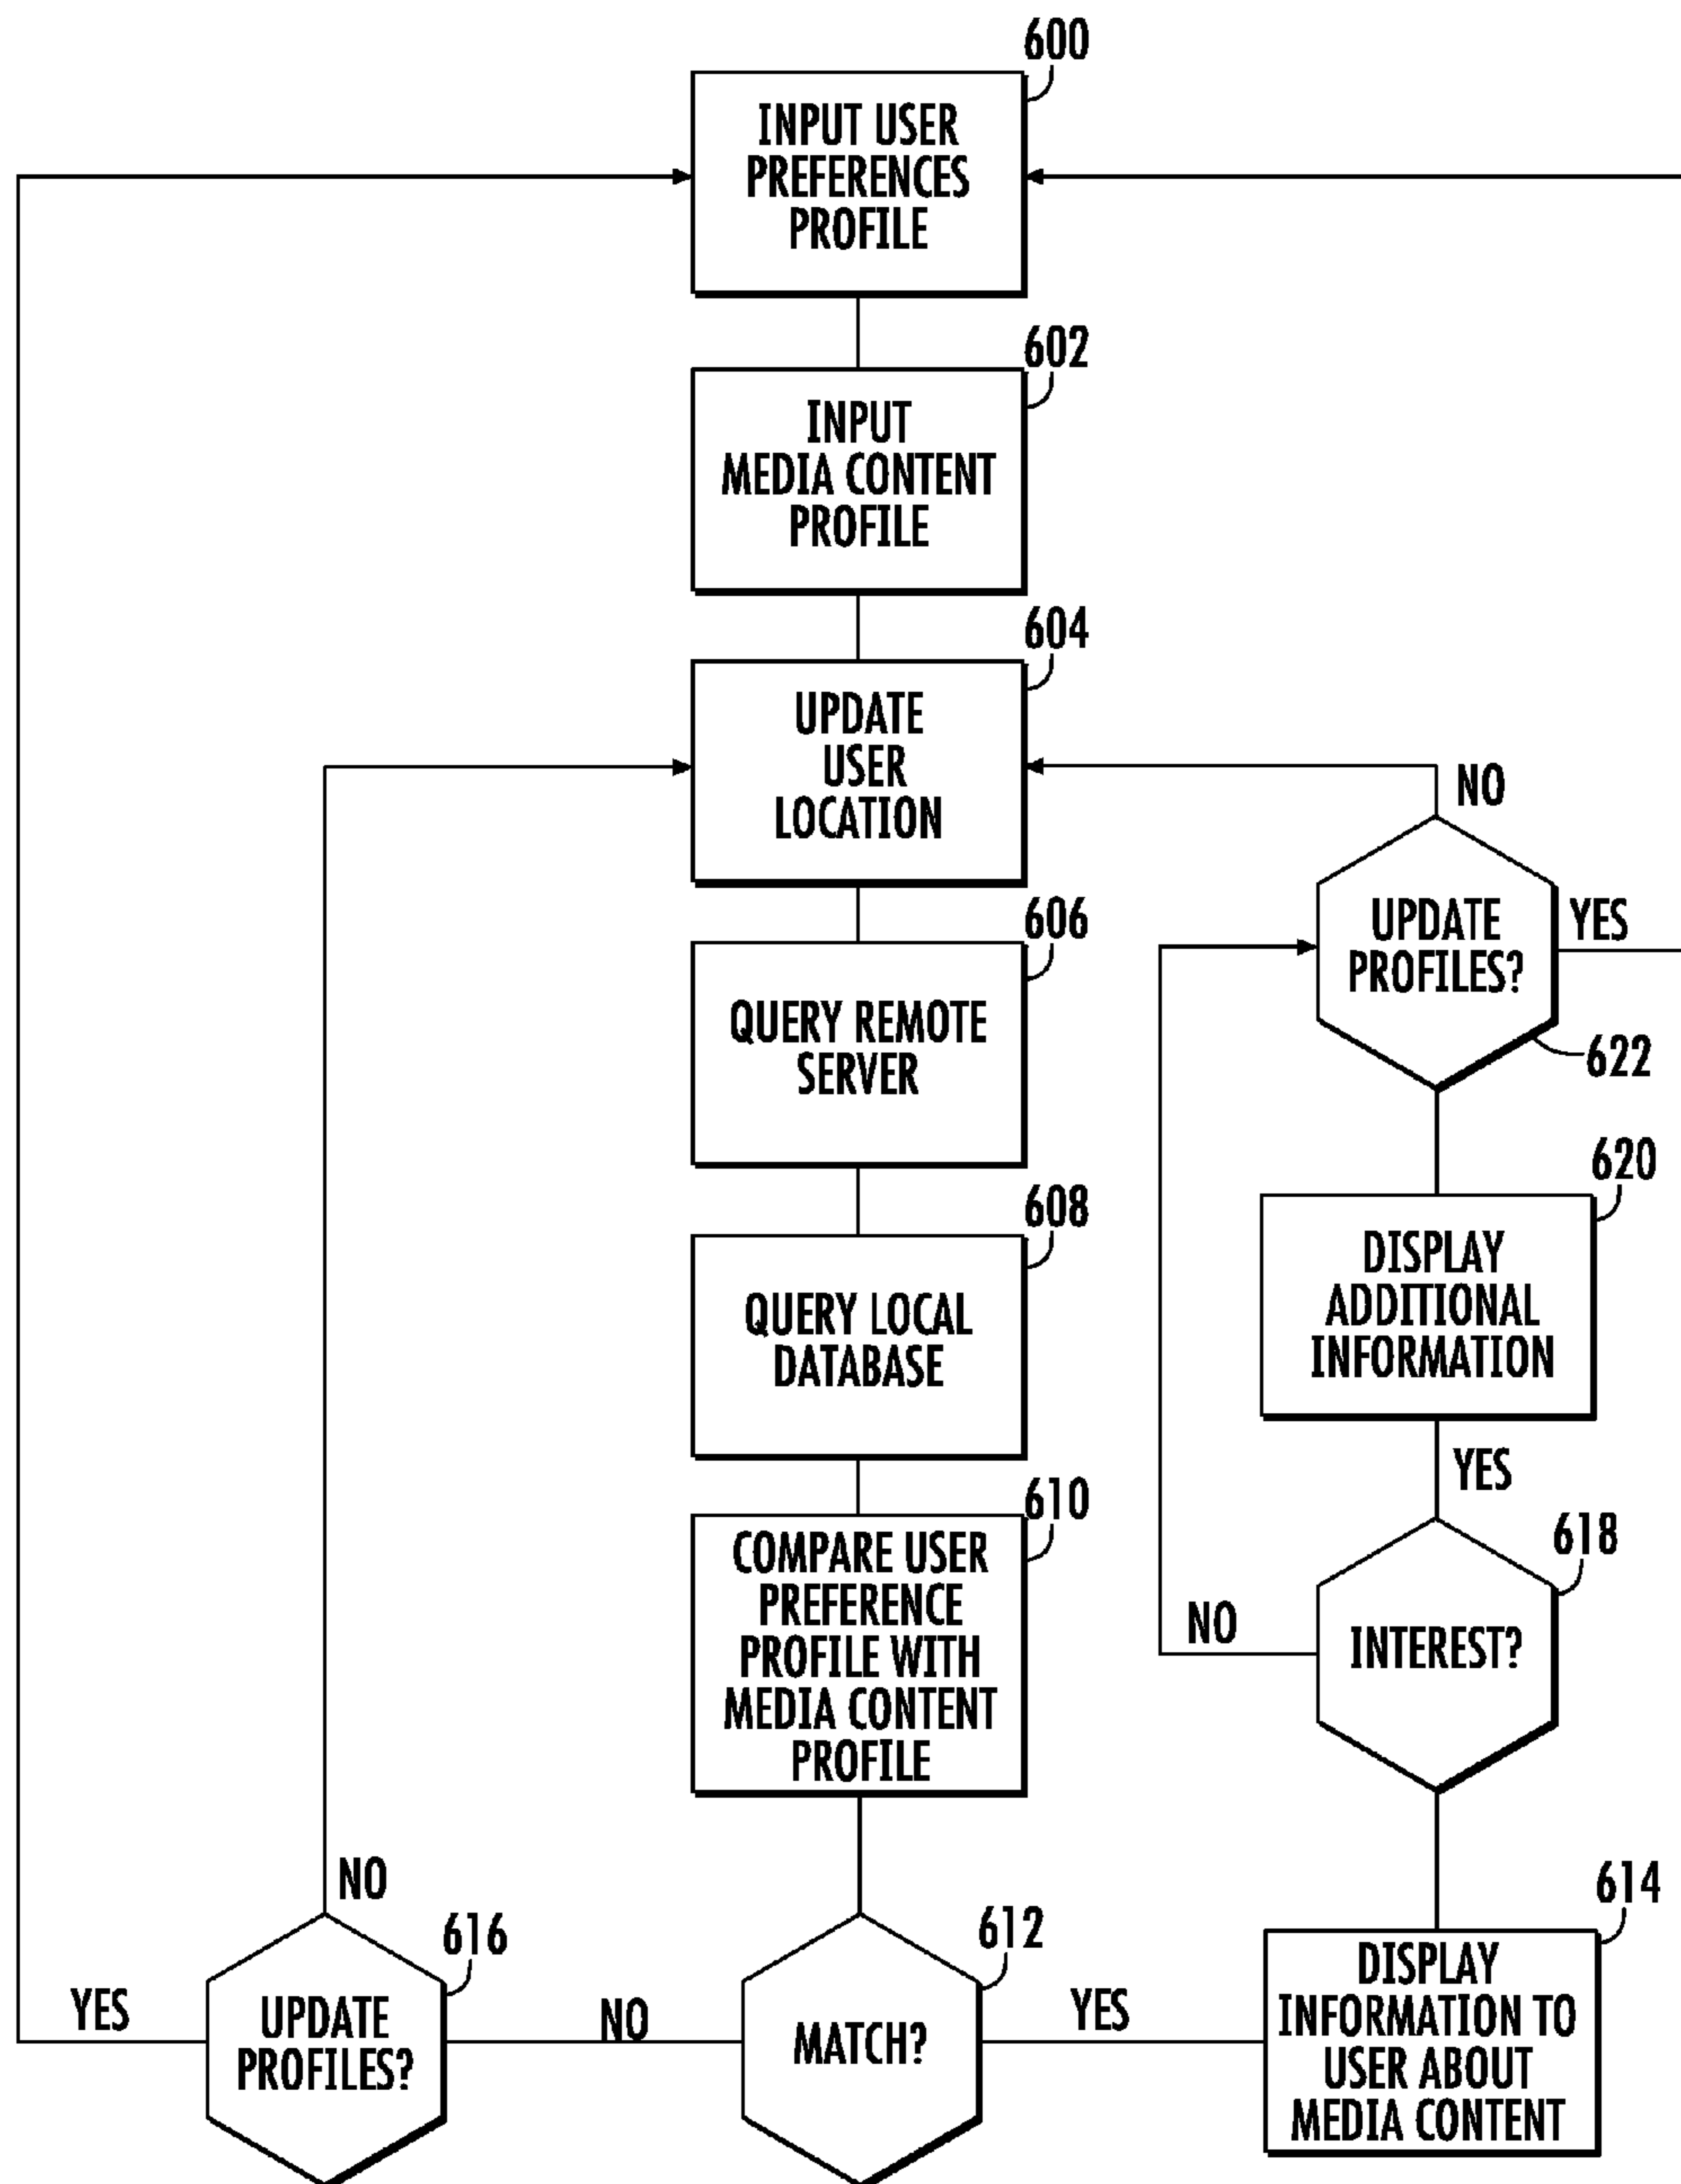 600
INPUT USER
PREFERENCES
PROFILE
602
INPUT
MEDIA CONTENT
PROFILE
604
UPDATE
USER
LOCATION
NO
606
UPDATE
PROFILES?
YES
622
QUERY REMOTE
SERVER
608
620
QUERY LOCAL
DATABASE
DISPLAY
ADDITIONAL
INFORMATION
YES
610
COMPARE USER
PREFERENCE
PROFILE WITH
MEDIA CONTENT
PROFILE
618
INTEREST?
NO
NO
616
UPDATE
PROFILES?
YES
NO
612
MATCH?
YES
614
DISPLAY
INFORMATION TO
USER ABOUT
MEDIA CONTENT